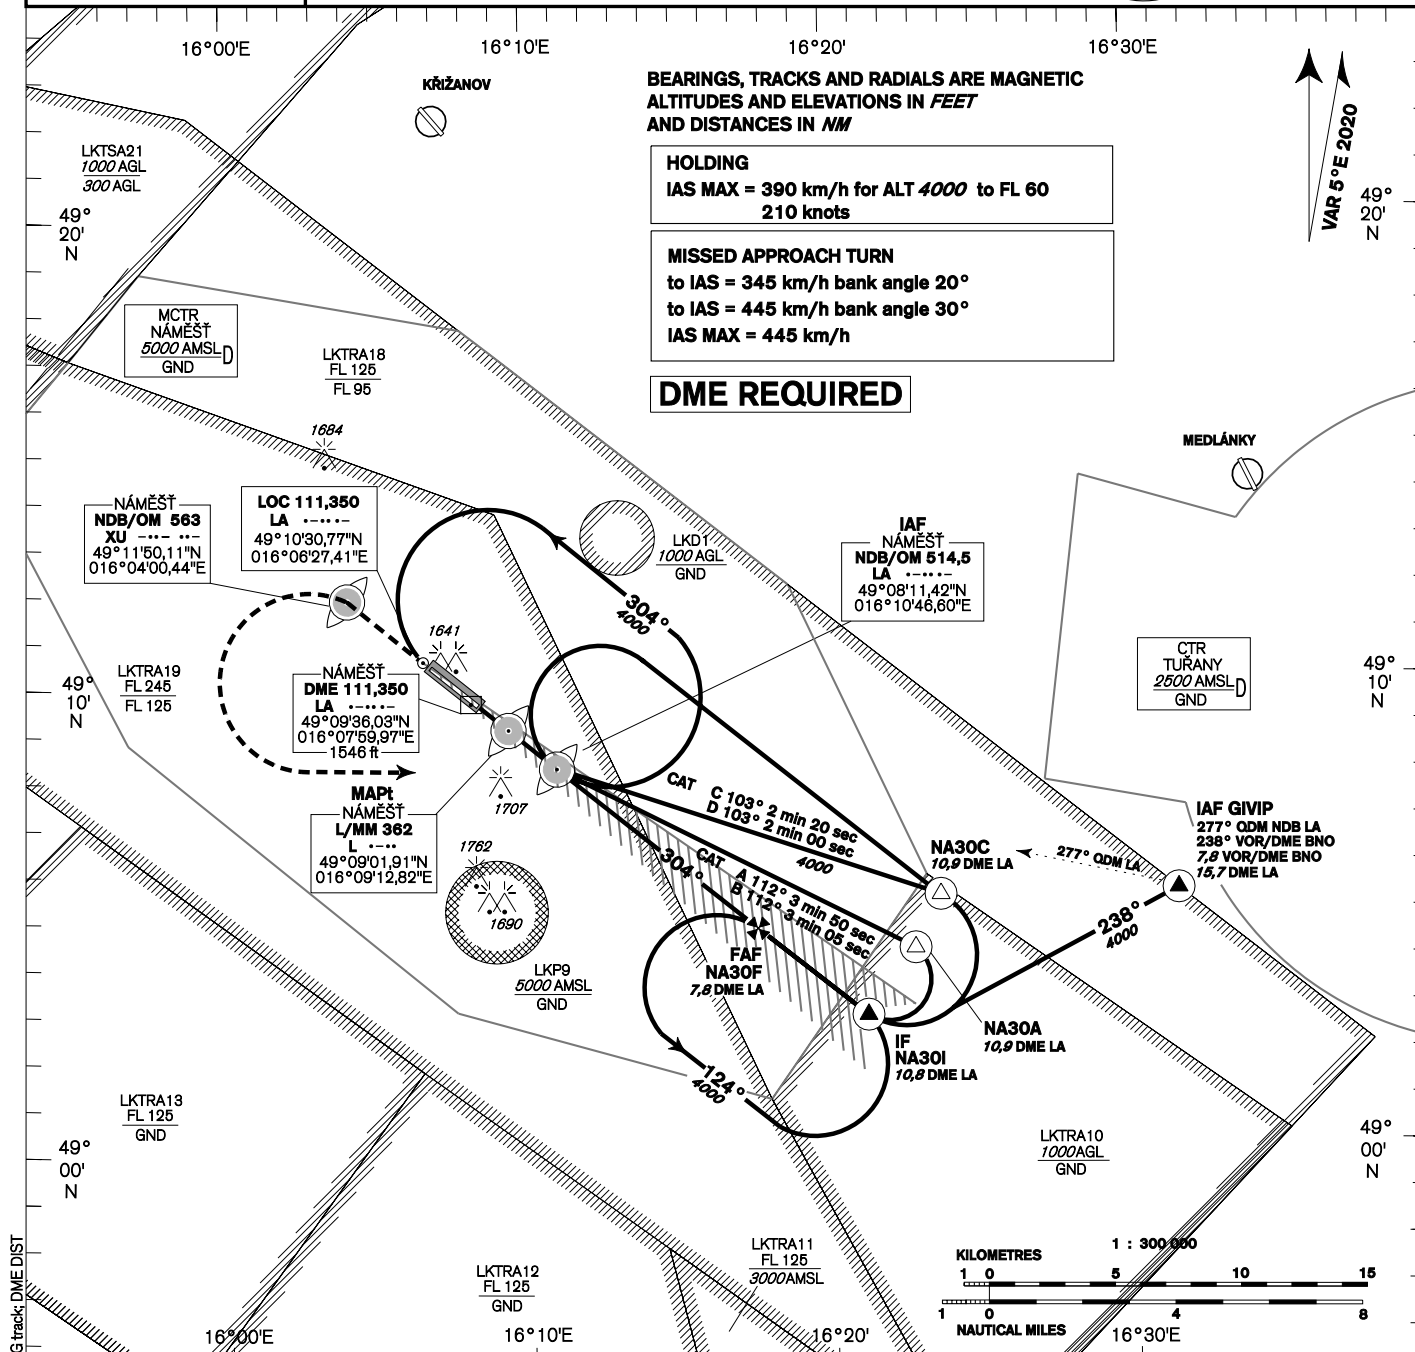 16°00'E
16°10'E
16°20'
16°30'E
KŘIŽANOV
BEARINGS, TRACKS AND RADIALS ARE MAGNETIC
ALTITUDES AND ELEVATIONS IN FEET
AND DISTANCES IN NM
HOLDING
IAS MAX = 390 km/h for ALT 4000 to FL 60
210 knots
MISSED APPROACH TURN
to IAS = 345 km/h bank angle 20°
to IAS = 445 km/h bank angle 30°
IAS MAX = 445 km/h
DME REQUIRED
VAR 5°E 2020
49°
20'
N
49°
20'
N
LKTSA21
1000 AGL
300 AGL
MCTR
NÁMĚŠŤ
5000 AMSL
GND
D
LKTRA18
FL 125
FL 95
1684
MEDLÁNKY
NÁMĚŠŤ
NDB/OM 563
XU -··- ··-
49°11'50,11"N
016°04'00,44"E
LOC 111,350
LA ·-·· ·-
49°10'30,77"N
016°06'27,41"E
LKD1
1000 AGL
GND
IAF
NÁMĚŠŤ
NDB/OM 514,5
LA ·-·· ·-
49°08'11,42"N
016°10'46,60"E
304°
4000
1641
CTR
TUŘANY
2500 AMSL
GND
D
LKTRA19
FL 245
FL 125
49°
10'
N
49°
10'
N
NÁMĚŠŤ
DME 111,350
LA ·-·· ·-
49°09'36,03"N
016°07'59,97"E
1546 ft
MAPt
NÁMĚŠŤ
L/MM 362
L ·-··
49°09'01,91"N
016°09'12,82"E
1707
1762
1690
CAT
C 103° 2 min 20 sec
D 103° 2 min 00 sec
4000
CAT
A 112° 3 min 50 sec
B 112° 3 min 05 sec
304°
NA30C
10,9 DME LA
277° QDM LA
IAF GIVIP
277° QDM NDB LA
238° VOR/DME BNO
7,8 VOR/DME BNO
15,7 DME LA
238°
4000
FAF
NA30F
7,8 DME LA
LKP9
5000 AMSL
GND
NA30A
10,9 DME LA
IF
NA30I
10,8 DME LA
124°
4000
LKTRA13
FL 125
GND
49°
00'
N
49°
00'
N
LKTRA10
1000AGL
GND
LKTRA11
FL 125
3000AMSL
LKTRA12
FL 125
GND
1 : 300 000
KILOMETRES
1 0 5 10 15
1 0 4 8
NAUTICAL MILES
16°00'E
16°10'E
16°20'
16°30'E
G track; DME DIST